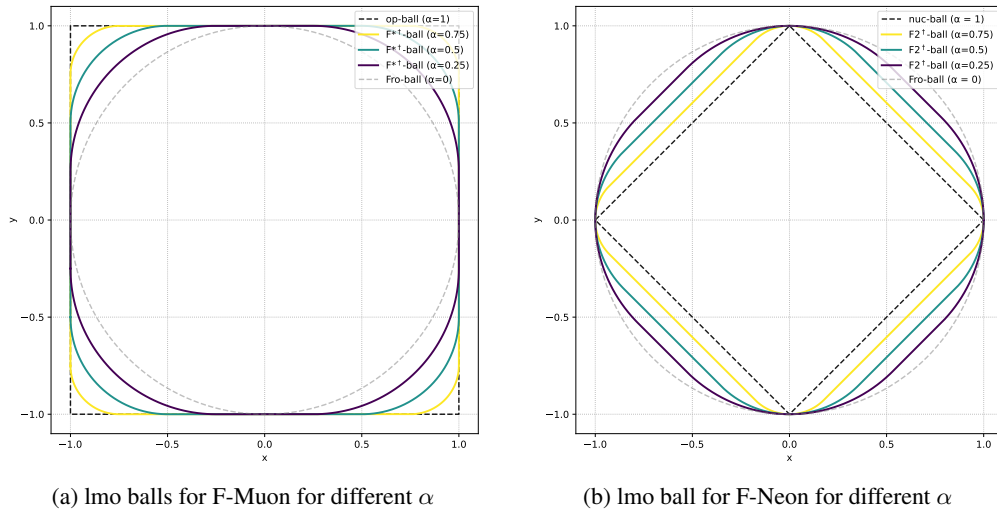 op-ball (α=1)
F*†-ball (α=0.75)
F*†-ball (α=0.5)
F*†-ball (α=0.25)
Fro-ball (α=0)
1.0
0.5
0.0
−0.5
−1.0
y
−1.0 −0.5 0.0 0.5 1.0
x
(a) lmo balls for F-Muon for different α
nuc-ball (α = 1)
F2†-ball (α=0.75)
F2†-ball (α=0.5)
F2†-ball (α=0.25)
Fro-ball (α = 0)
1.0
0.5
0.0
−0.5
−1.0
y
−1.0 −0.5 0.0 0.5 1.0
x
(b) lmo ball for F-Neon for different α